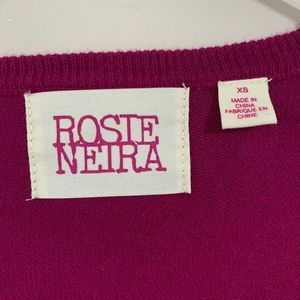 ROSIE
NEIRA
XS
MADE IN
CHINA
FABRIQUE EN
CHINE